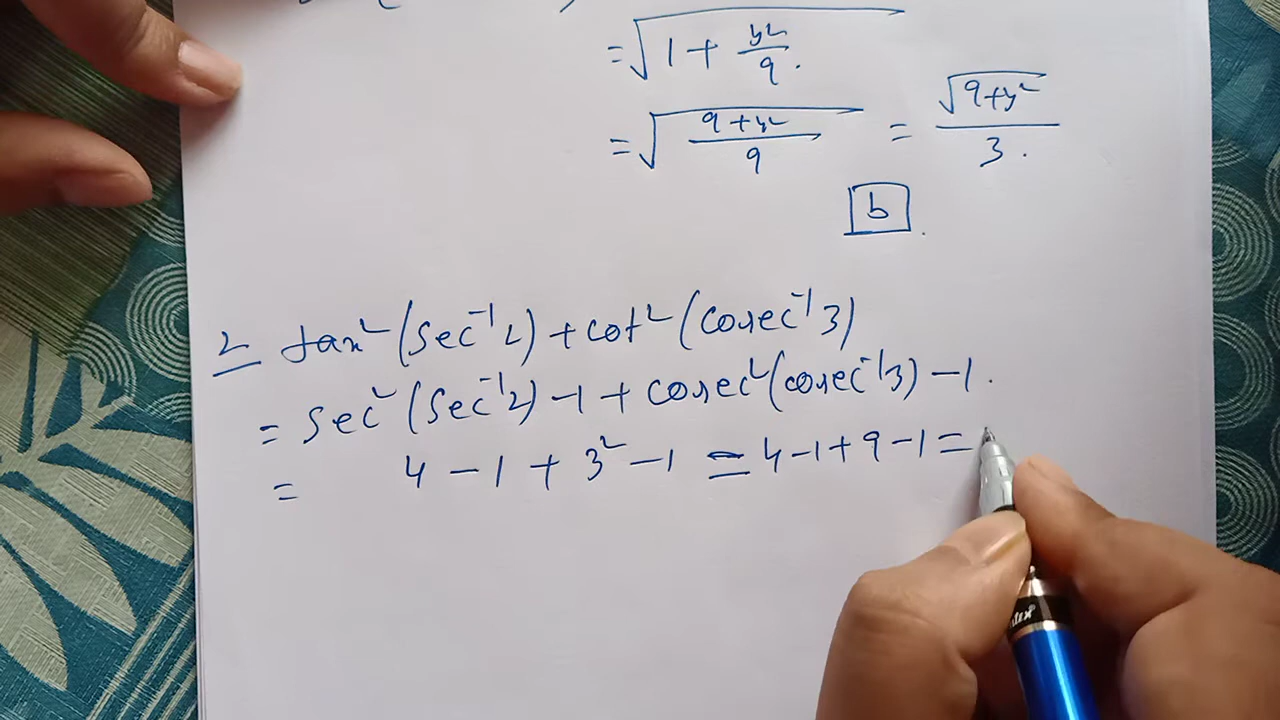 = √1 + y²/9.
= √(9 + y²)/9 = √9+y²/3.
b.
2 tan² (sec⁻¹2) + cot² (cosec⁻¹3)
= sec² (sec⁻¹2) - 1 + cosec² (cosec⁻¹3) - 1.
= 4 - 1 + 3² - 1 = 4 - 1 + 9 - 1 =